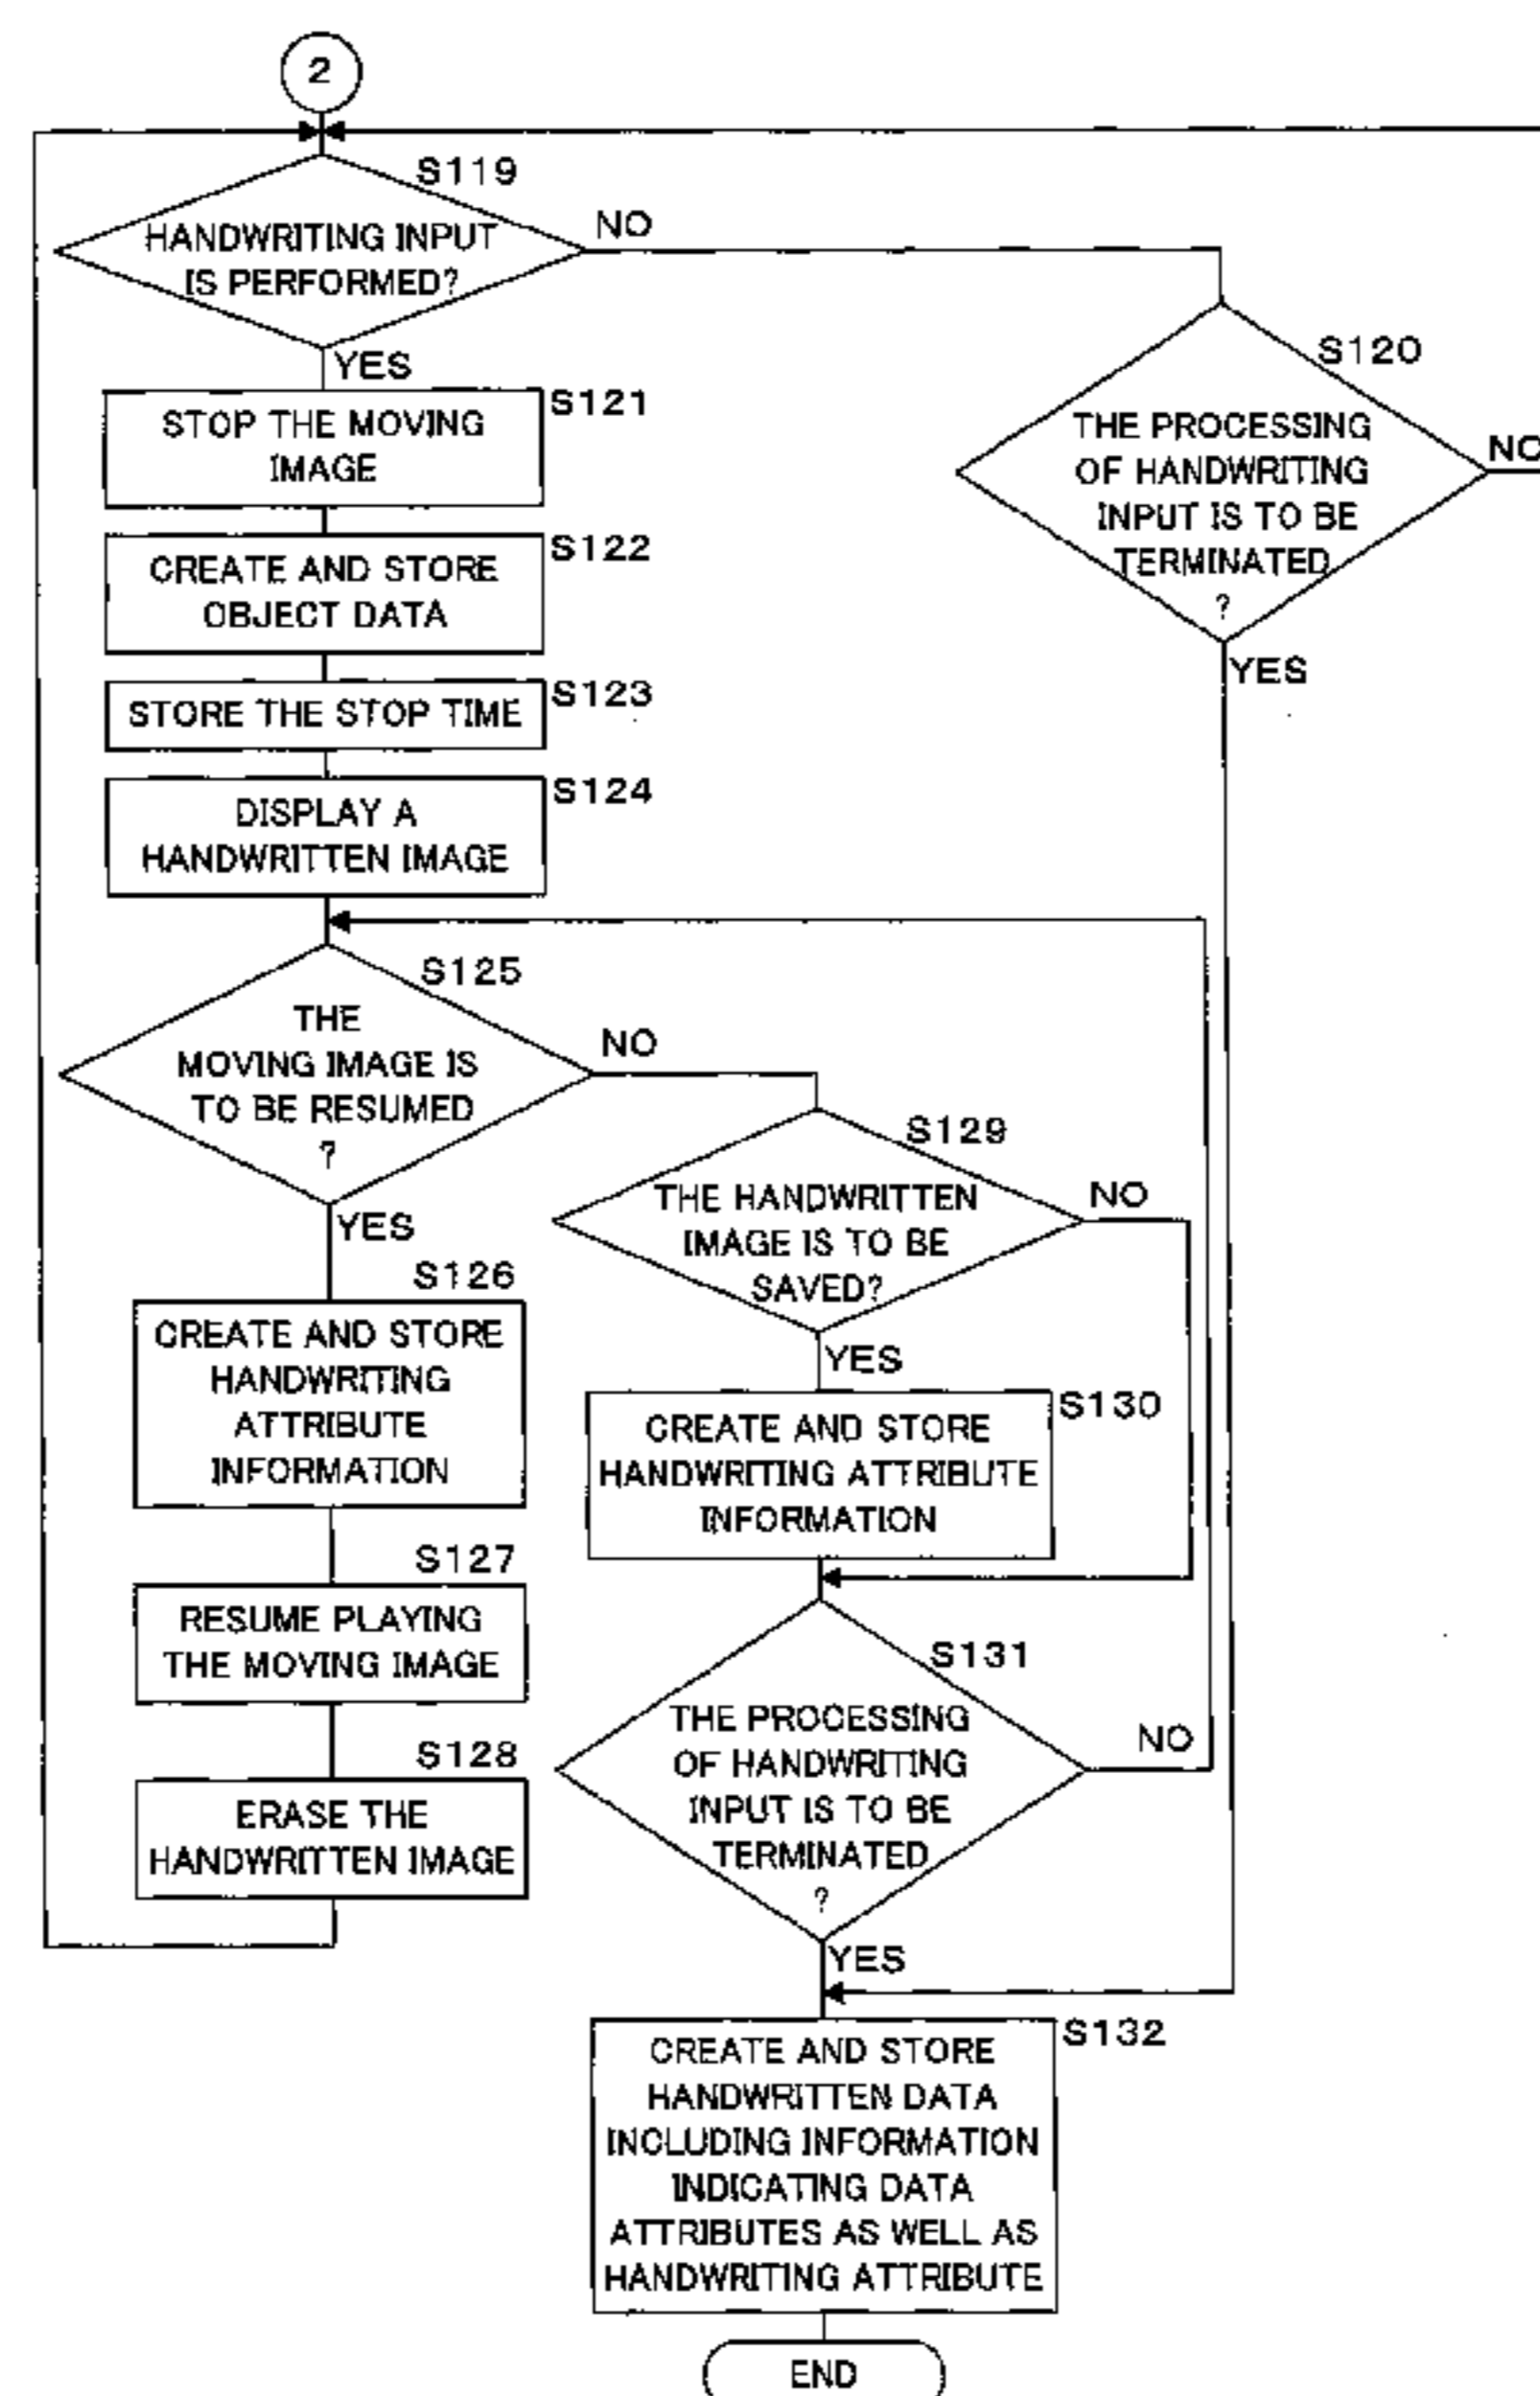 2
S119
HANDWRITING INPUT
IS PERFORMED?
NO
YES
S120
THE PROCESSING
OF HANDWRITING
INPUT IS TO BE
TERMINATED
?
NO
YES
S121
STOP THE MOVING
IMAGE
S122
CREATE AND STORE
OBJECT DATA
S123
STORE THE STOP TIME
S124
DISPLAY A
HANDWRITTEN IMAGE
S125
THE
MOVING IMAGE IS
TO BE RESUMED
?
NO
YES
S129
THE HANDWRITTEN
IMAGE IS TO BE
SAVED?
NO
YES
S126
CREATE AND STORE
HANDWRITING
ATTRIBUTE
INFORMATION
S130
CREATE AND STORE
HANDWRITING ATTRIBUTE
INFORMATION
S127
RESUME PLAYING
THE MOVING IMAGE
S131
THE PROCESSING
OF HANDWRITING
INPUT IS TO BE
TERMINATED
?
NO
YES
S128
ERASE THE
HANDWRITTEN IMAGE
S132
CREATE AND STORE
HANDWRITTEN DATA
INCLUDING INFORMATION
INDICATING DATA
ATTRIBUTES AS WELL AS
HANDWRITING ATTRIBUTE
END